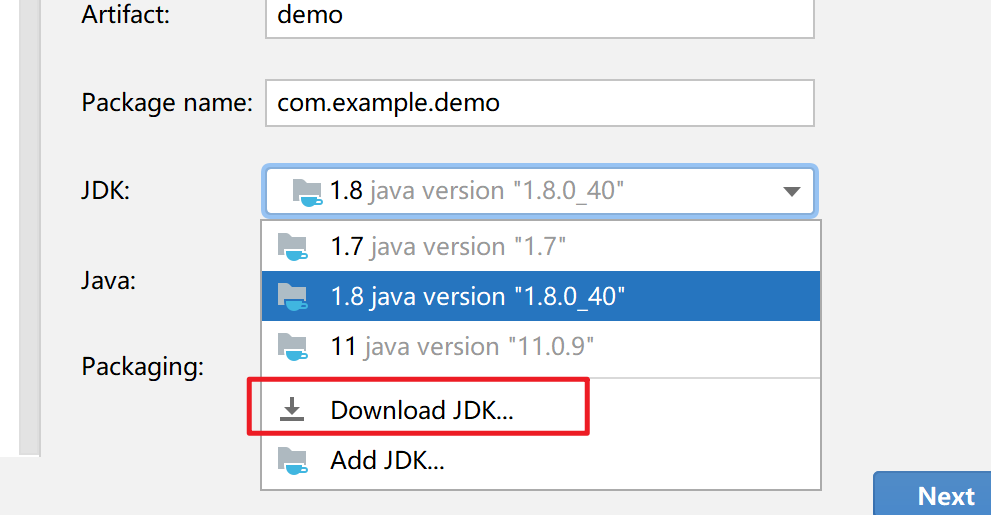 Artifact: demo
Package name: com.example.demo
JDK: 1.8 java version "1.8.0_40"
1.7 java version "1.7"
Java:
1.8 java version "1.8.0_40"
11 java version "11.0.9"
Packaging:
Download JDK...
Add JDK...
Next